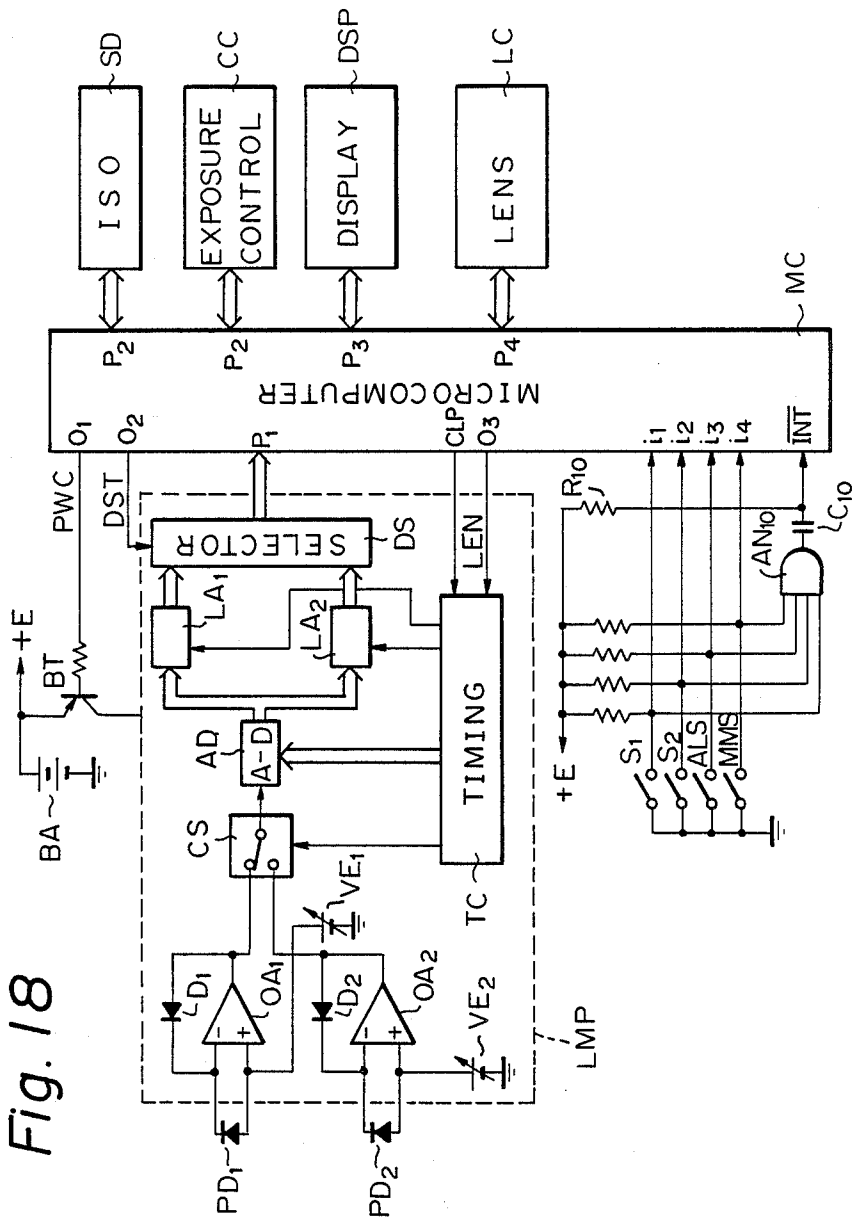 Fig. 18
BA
+E
BT
PWC
DST
O1
O2
P1
CLP
O3
LEN
P2
P2
P3
P4
MICROCOMPUTER
MC
ISO
SD
EXPOSURE
CONTROL
CC
DISPLAY
DSP
LENS
LC
PD1
D1
OA1
-
+
VE1
PD2
D2
OA2
-
+
VE2
CS
AD
A-D
LA1
LA2
SELECTOR
DS
TIMING
TC
LMP
+E
S1
S2
ALS
MMS
R10
AN10
C10
i1
i2
i3
i4
INT